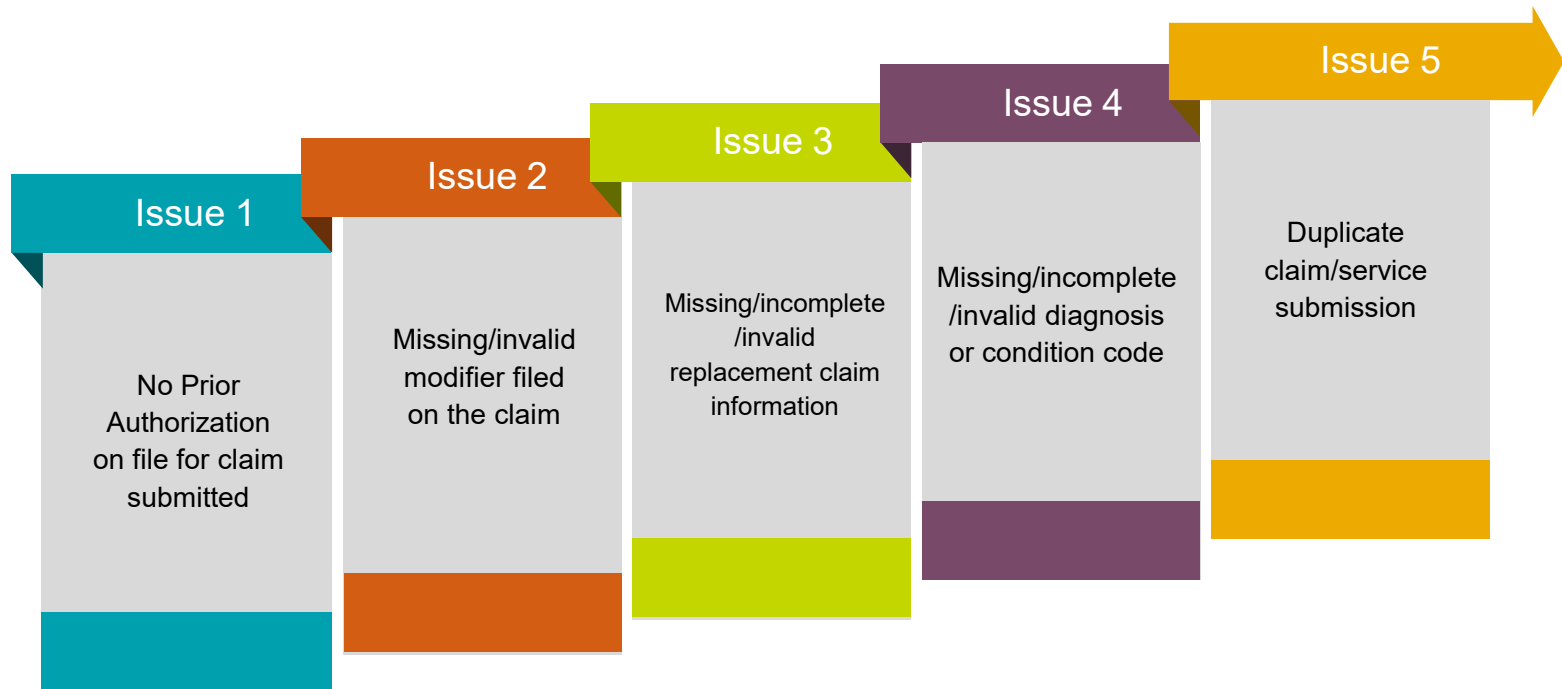 Issue 1
No Prior
Authorization
on file for claim
submitted
Issue 2
Missing/invalid
modifier filed
on the claim
Issue 3
Missing/incomplete
/invalid
replacement claim
information
Issue 4
Missing/incomplete
/invalid diagnosis
or condition code
Issue 5
Duplicate
claim/service
submission